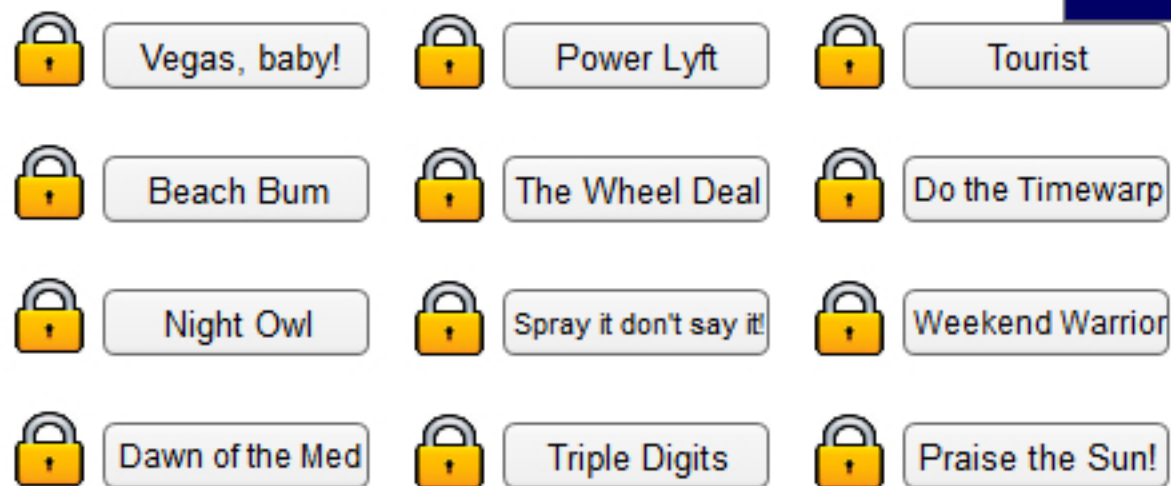 Vegas, baby!
Power Lyft
Tourist
Beach Bum
The Wheel Deal
Do the Timewarp
Night Owl
Spray it don't say it!
Weekend Warrior
Dawn of the Med
Triple Digits
Praise the Sun!